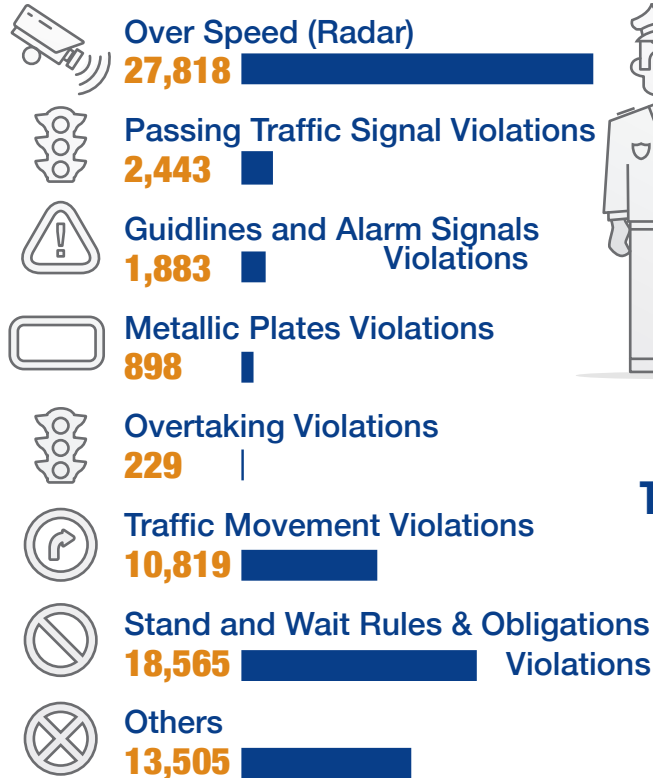 Over Speed (Radar)
27,818
Passing Traffic Signal Violations
2,443
Guidlines and Alarm Signals
Violations
1,883
Metallic Plates Violations
898
Overtaking Violations
229
Traffic Movement Violations
10,819
Stand and Wait Rules & Obligations
18,565 Violations
Others
13,505